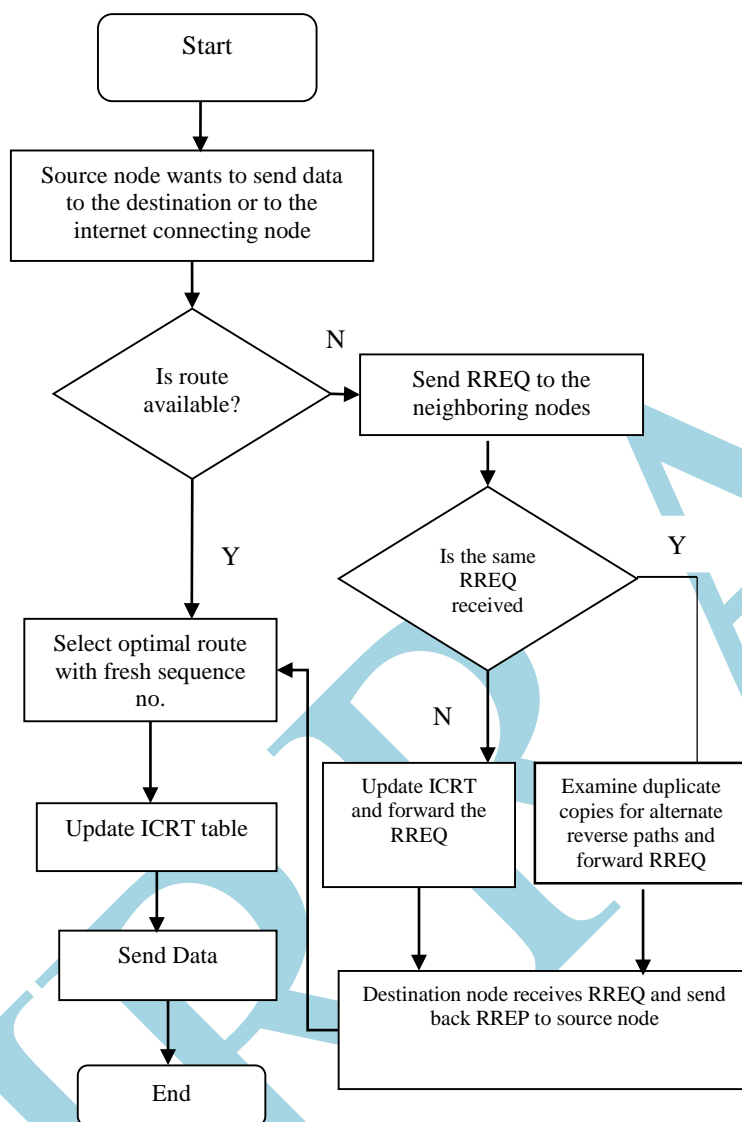 Start
Source node wants to send data
to the destination or to the
internet connecting node
Is route
available?
N
Send RREQ to the
neighboring nodes
Y
Is the same
RREQ
received
Y
Select optimal route
with fresh sequence
no.
N
Update ICRT table
Update ICRT
and forward the
RREQ
Examine duplicate
copies for alternate
reverse paths and
forward RREQ
Send Data
Destination node receives RREQ and send
back RREP to source node
End